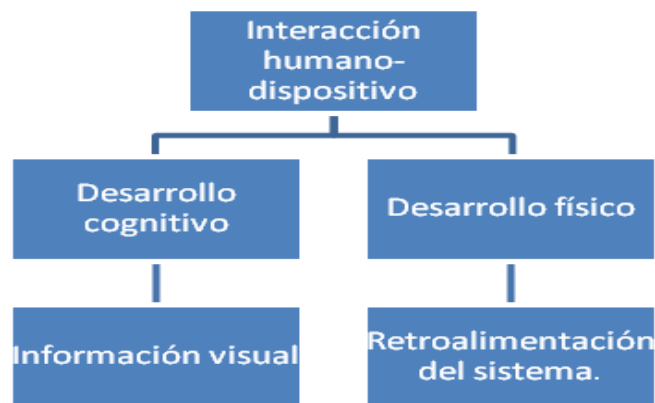 Interacción
humano-
dispositivo
Desarrollo
cognitivo
Desarrollo físico
Información visual
Retroalimentación
del sistema.